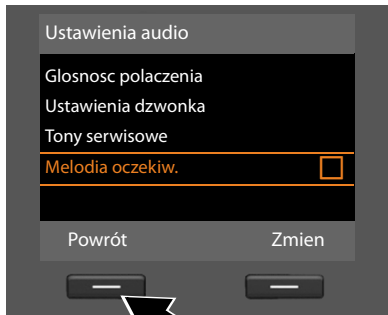 Ustawienia audio
Glosnosc polaczenia
Ustawienia dzwonka
Tony serwisowe
Melodia oczekiw.
Powrót Zmien